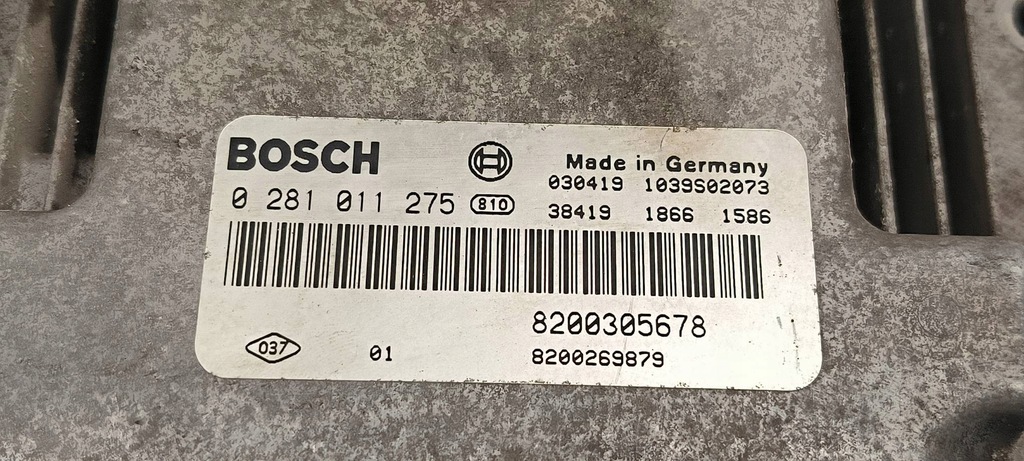 BOSCH
Made in Germany
030419 1039S02073
0 281 011 275 810
38419 1866 1586
8200305678
037 01 8200269879